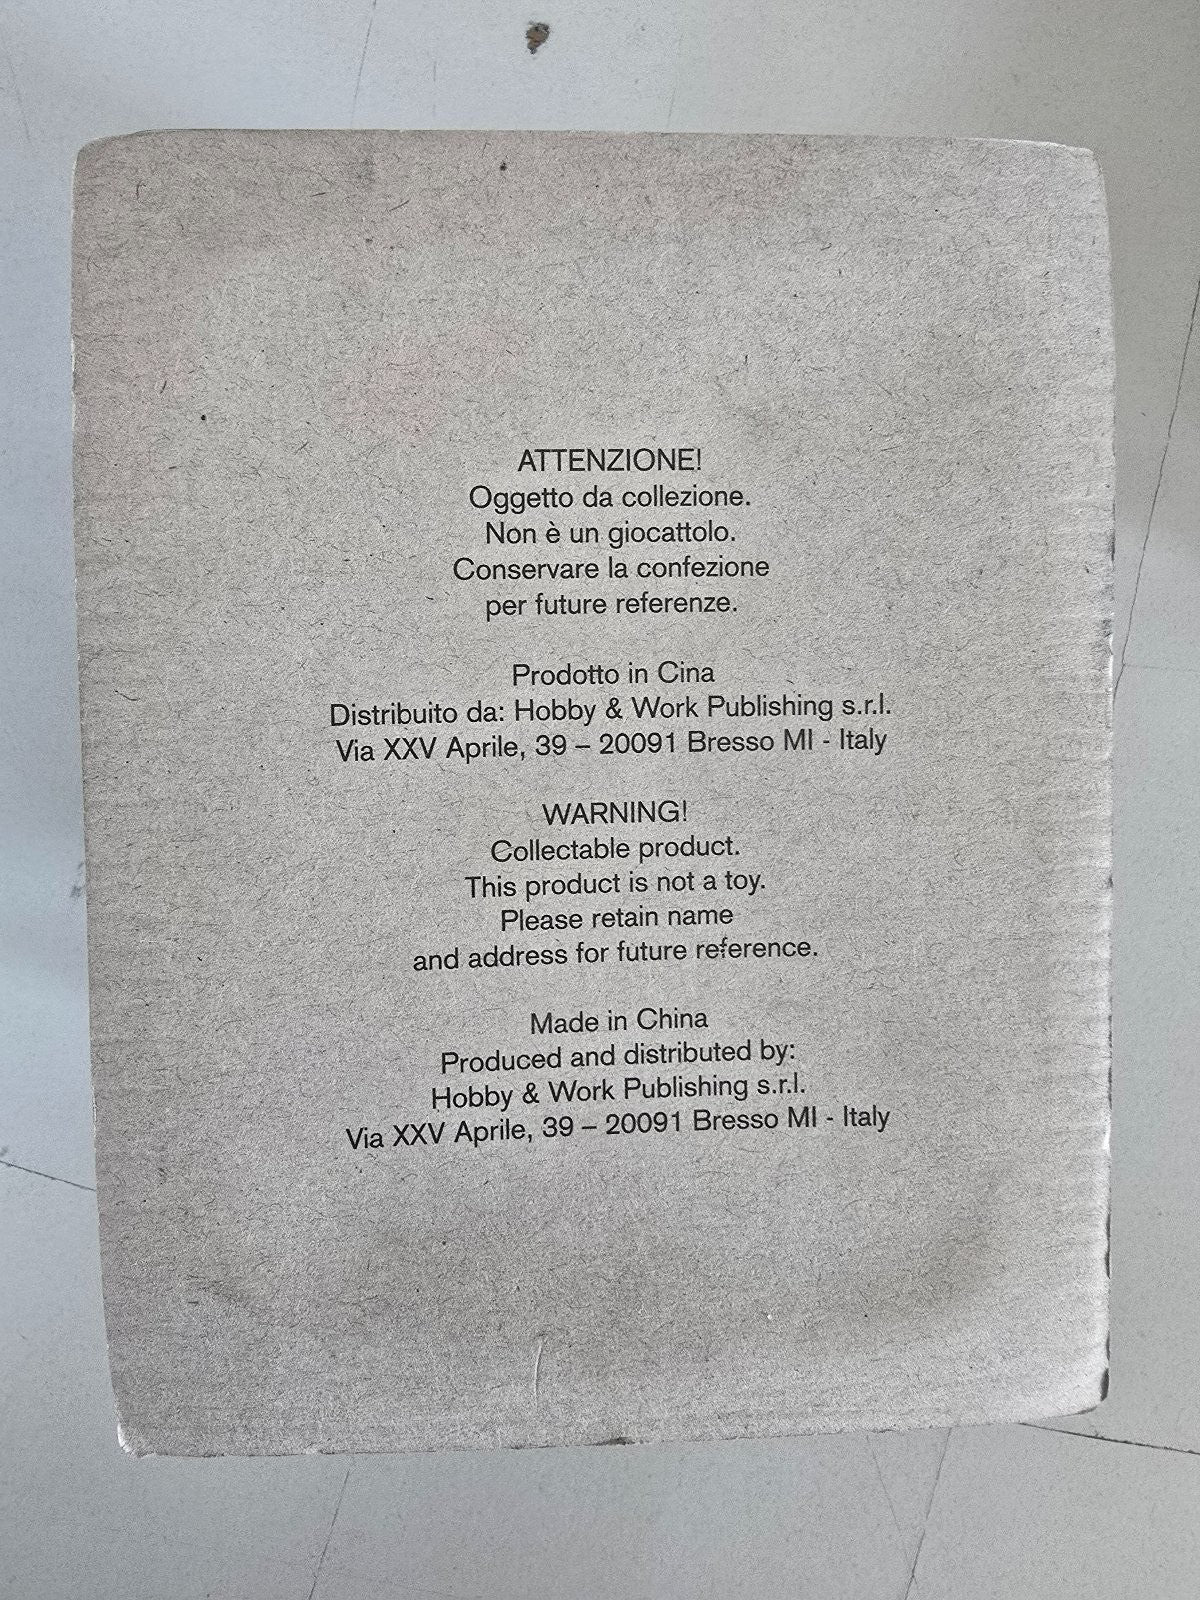 ATTENZIONE!
Oggetto da collezione.
Non è un giocattolo.
Conservare la confezione
per future referenze.
Prodotto in Cina
Distribuito da: Hobby & Work Publishing s.r.l.
Via XXV Aprile, 39 – 20091 Bresso MI - Italy
WARNING!
Collectable product.
This product is not a toy.
Please retain name
and address for future reference.
Made in China
Produced and distributed by:
Hobby & Work Publishing s.r.l.
Via XXV Aprile, 39 – 20091 Bresso MI - Italy